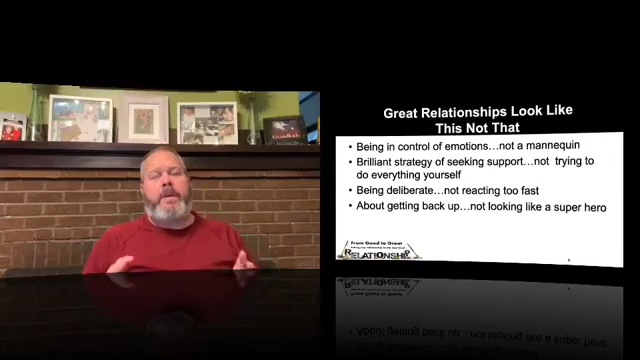 Great Relationships Look Like
This Not That
• Being in control of emotions…not a mannequin
• Brilliant strategy of seeking support…not trying to
do everything yourself
• Being deliberate…not reacting too fast
• About getting back up…not looking like a super hero
From Good to Great
RELATIONSHIP